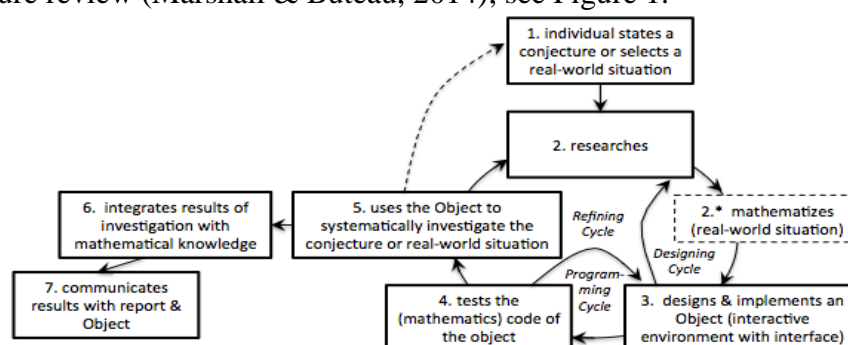 ure review (Marshall & Buteau, 2014), see Figure 1.
1. individual states a
conjecture or selects a
real-world situation
2. researches
6. integrates results of
investigation with
mathematical knowledge
5. uses the Object to
systematically investigate the
conjecture or real-world situation
Refining
Cycle
2.* mathematizes
(real-world situation)
Designing
Cycle
7. communicates
results with report &
Object
Program-
ming
Cycle
4. tests the
(mathematics) code of
the object
3. designs & implements an
Object (interactive
environment with interface)